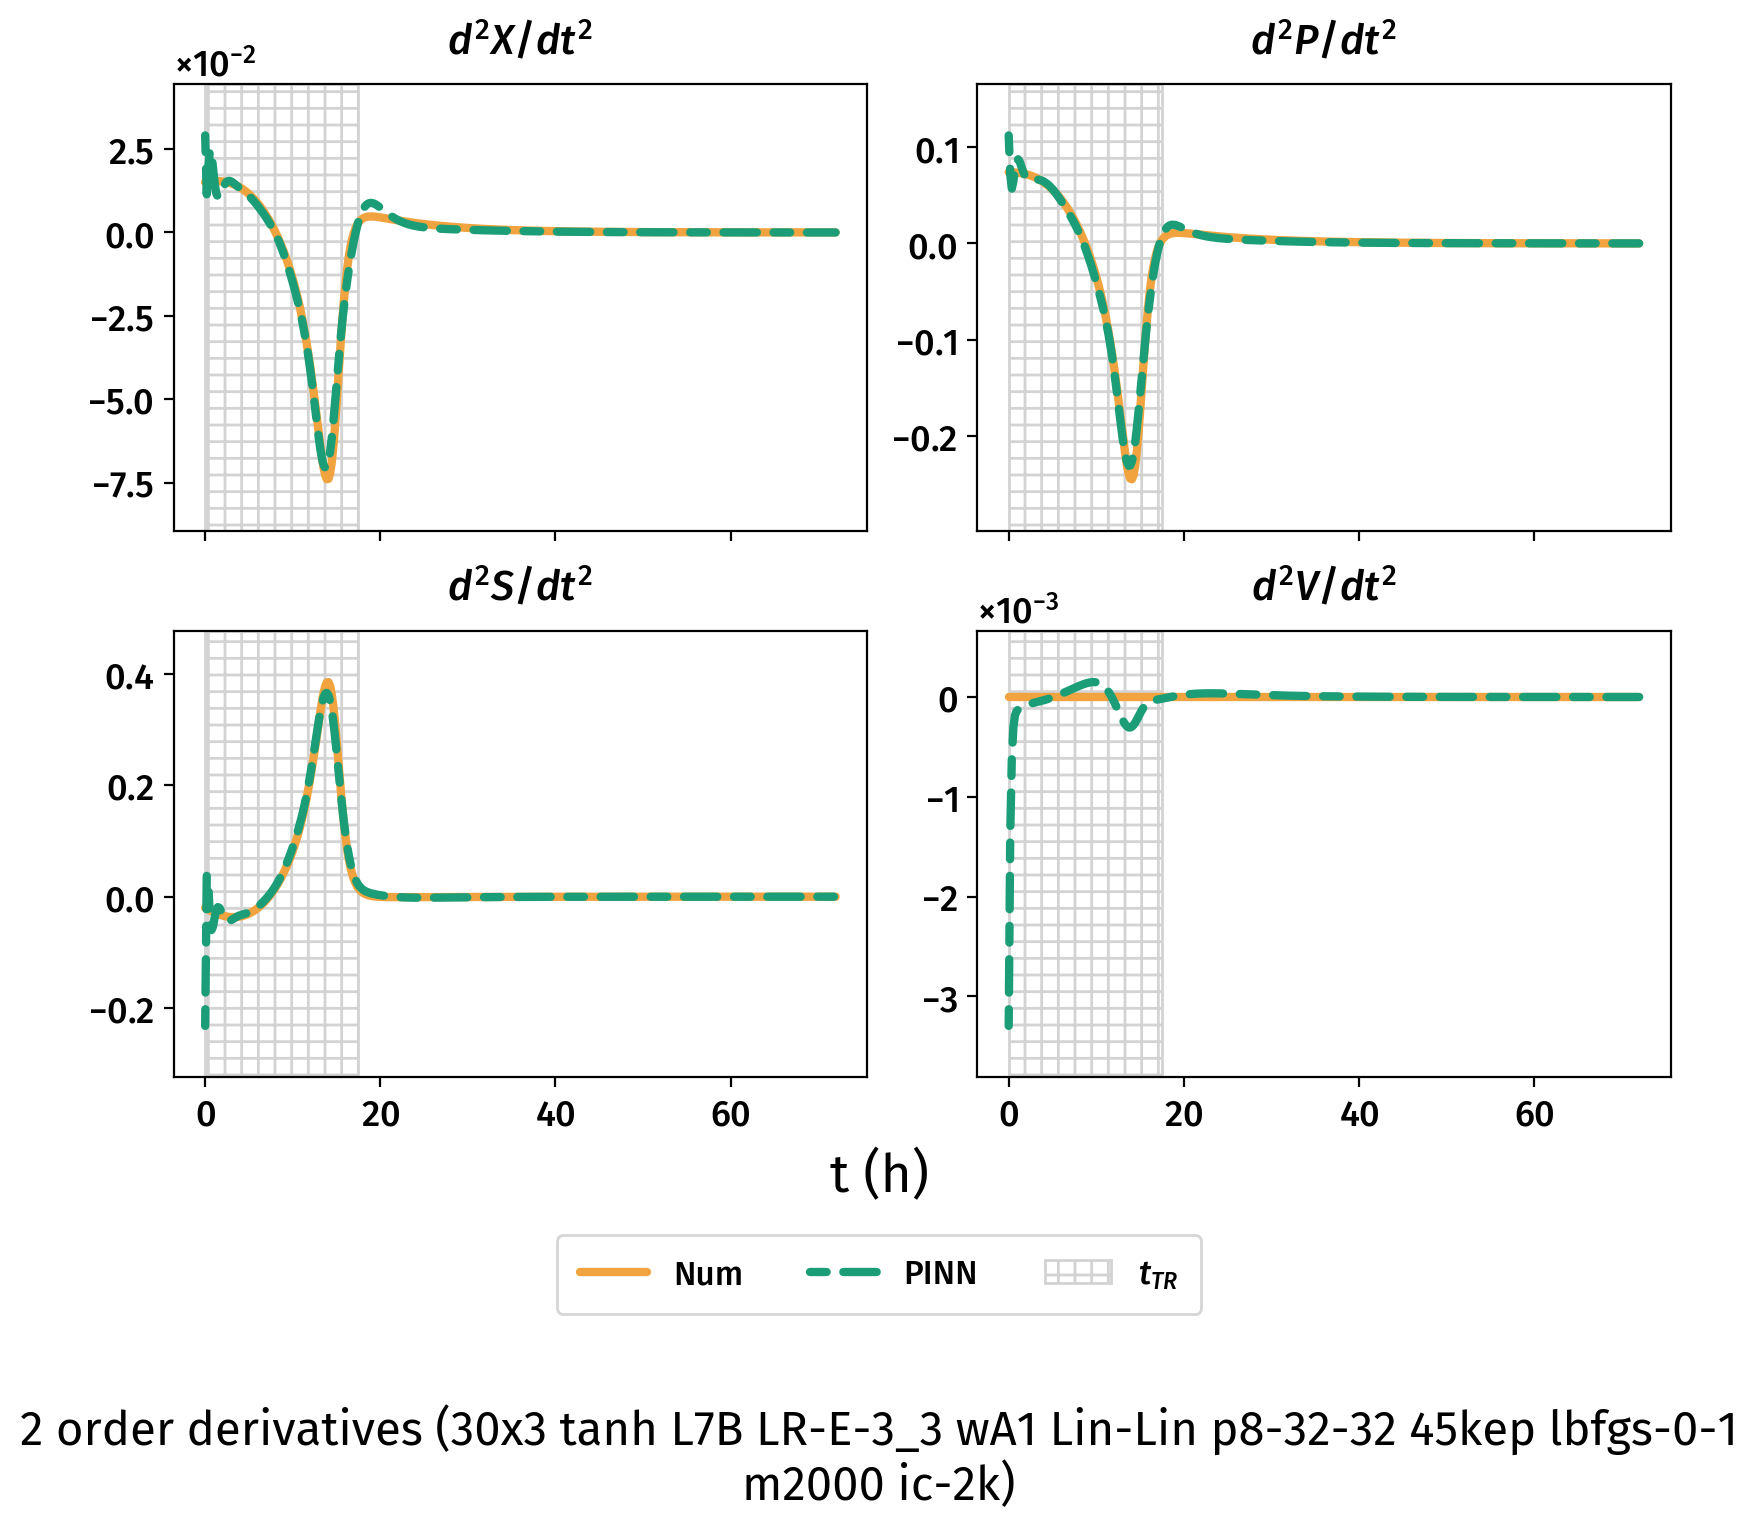 d²X/dt²
×10⁻²
2.5
0.0
−2.5
−5.0
−7.5
d²P/dt²
0.1
0.0
−0.1
−0.2
d²S/dt²
0.4
0.2
0.0
−0.2
0 20 40 60
d²V/dt²
×10⁻³
0
−1
−2
−3
0 20 40 60
t (h)
Num PINN t_TR
2 order derivatives (30x3 tanh L7B LR-E-3_3 wA1 Lin-Lin p8-32-32 45kep lbfgs-0-1
m2000 ic-2k)